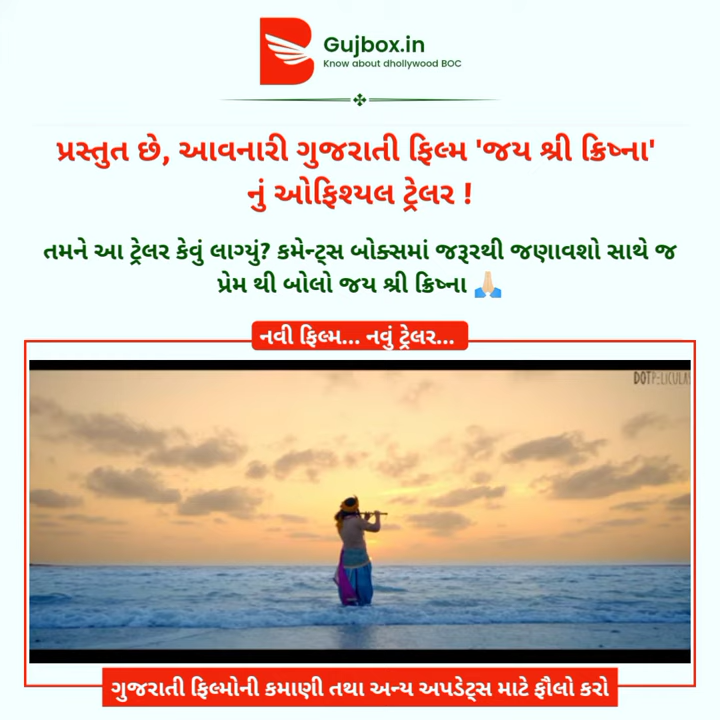 Gujbox.in
Know about dhollywood BOC
પ્રસ્તુત છે, આવનારી ગુજરાતી ફિલ્મ 'જય શ્રી ક્રિષ્ના'
નું ઓફિશ્યલ ટ્રેલર !
તમને આ ટ્રેલર કેવું લાગ્યું? કમેન્ટ્સ બોક્સમાં જરૂરથી જણાવશો સાથે જ
પ્રેમ થી બોલો જય શ્રી ક્રિષ્ના 🙏🏻
નવી ફિલ્મ... નવું ટ્રેલર...
ગુજરાતી ફિલ્મોની કમાણી તથા અન્ય અપડેટ્સ માટે ફૌલો કરો